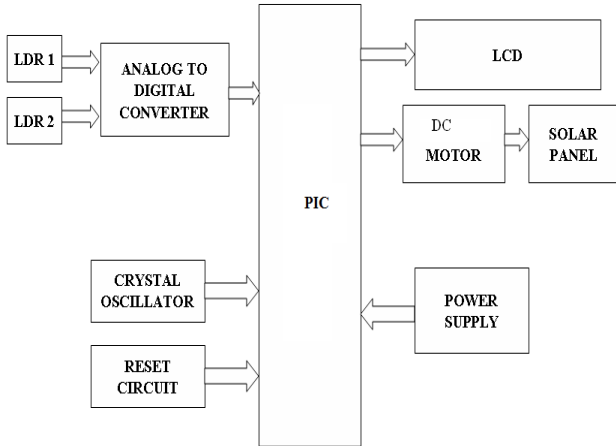 LDR 1
LDR 2
ANALOG TO
DIGITAL
CONVERTER
CRYSTAL
OSCILLATOR
RESET
CIRCUIT
PIC
LCD
DC
MOTOR
SOLAR
PANEL
POWER
SUPPLY